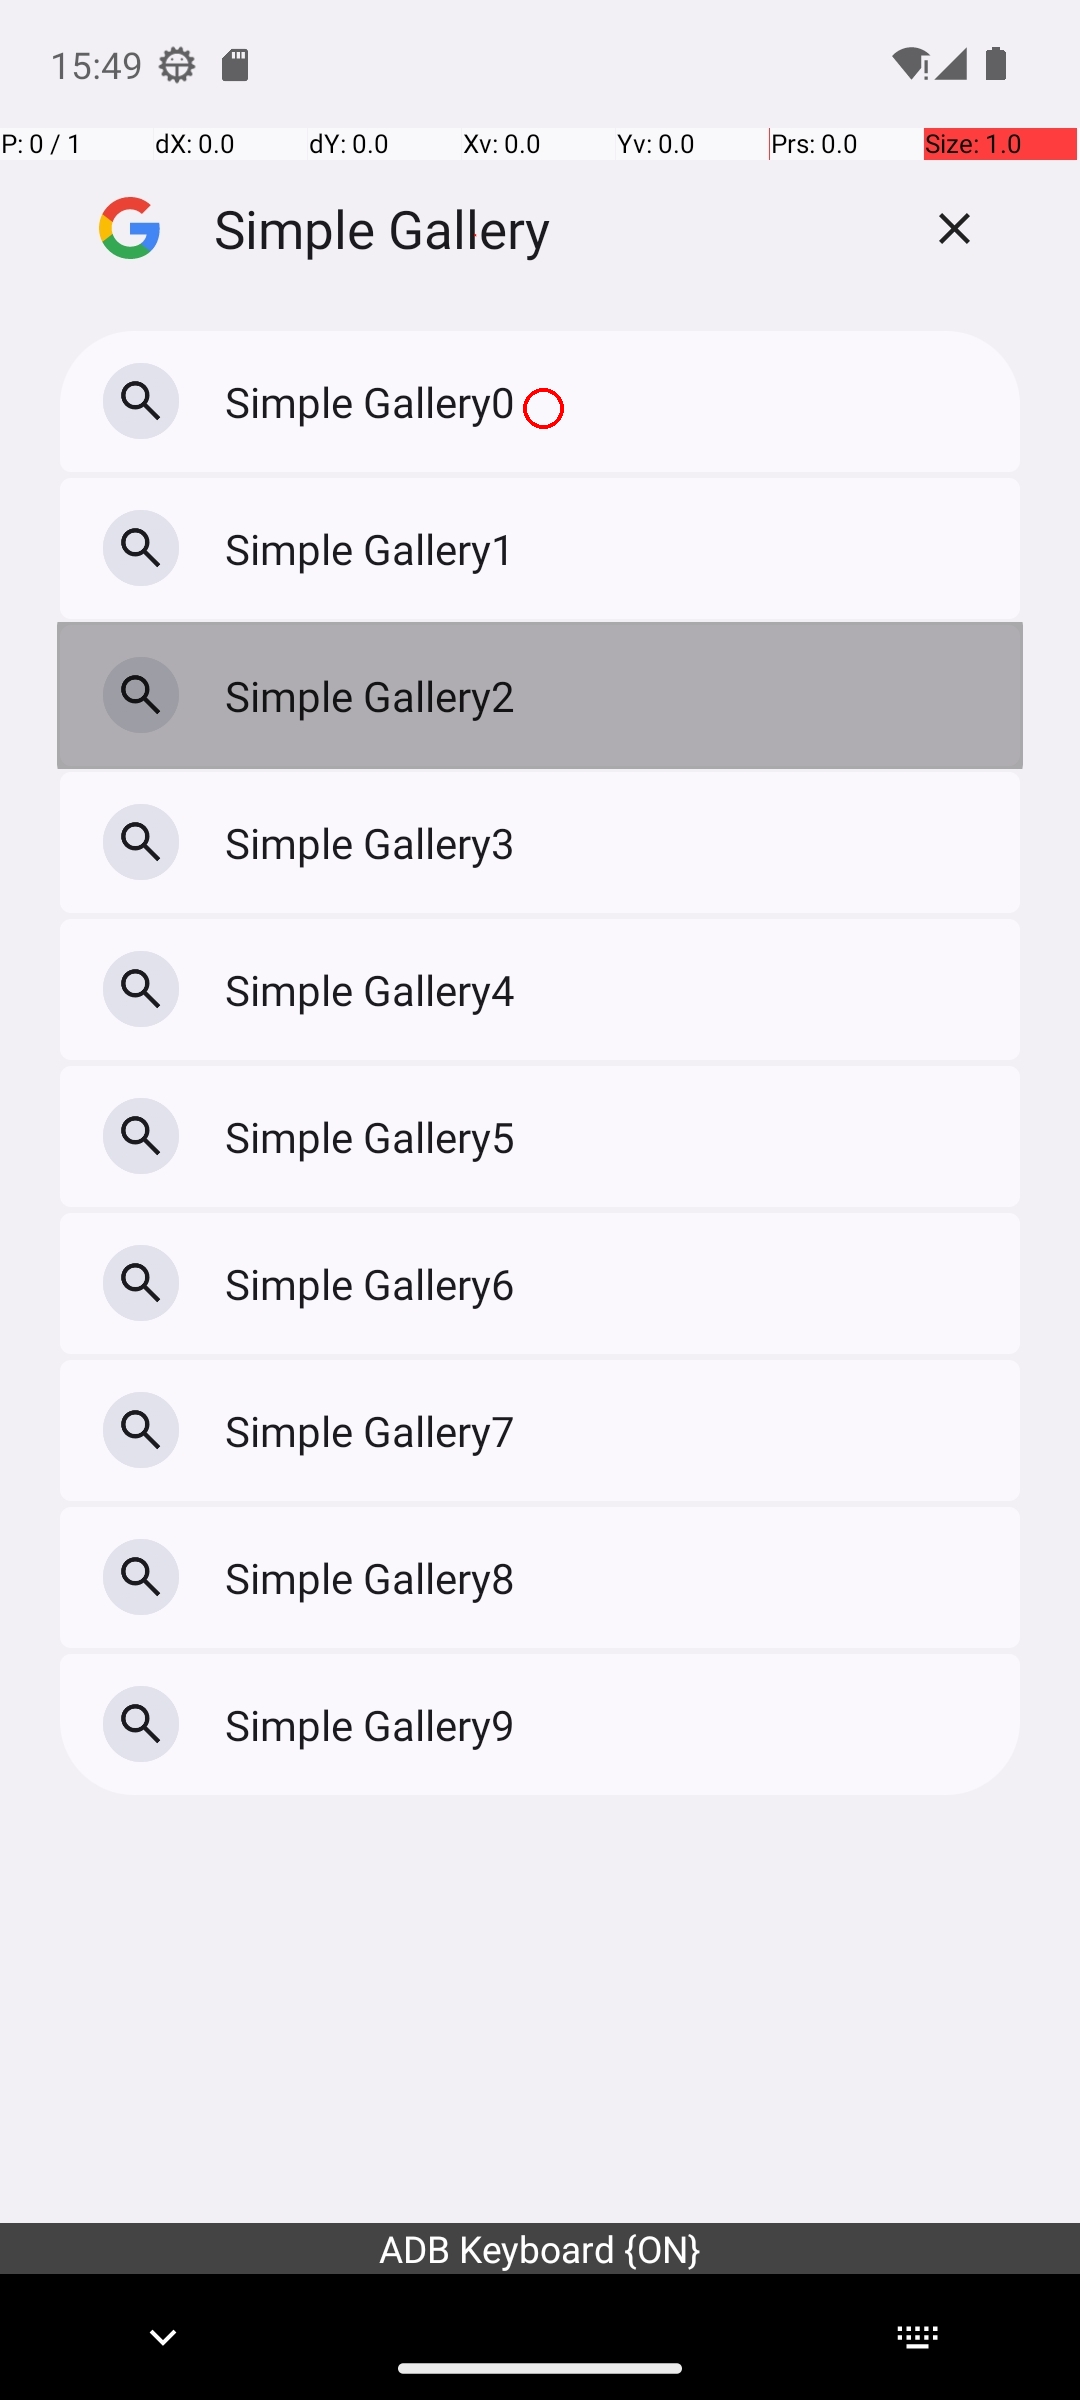 15:49
P: 0 / 1 dX: 0.0 dY: 0.0 Xv: 0.0 Yv: 0.0 Prs: 0.0 Size: 1.0
Simple Gallery
Simple Gallery0
Simple Gallery1
Simple Gallery2
Simple Gallery3
Simple Gallery4
Simple Gallery5
Simple Gallery6
Simple Gallery7
Simple Gallery8
Simple Gallery9
ADB Keyboard {ON}